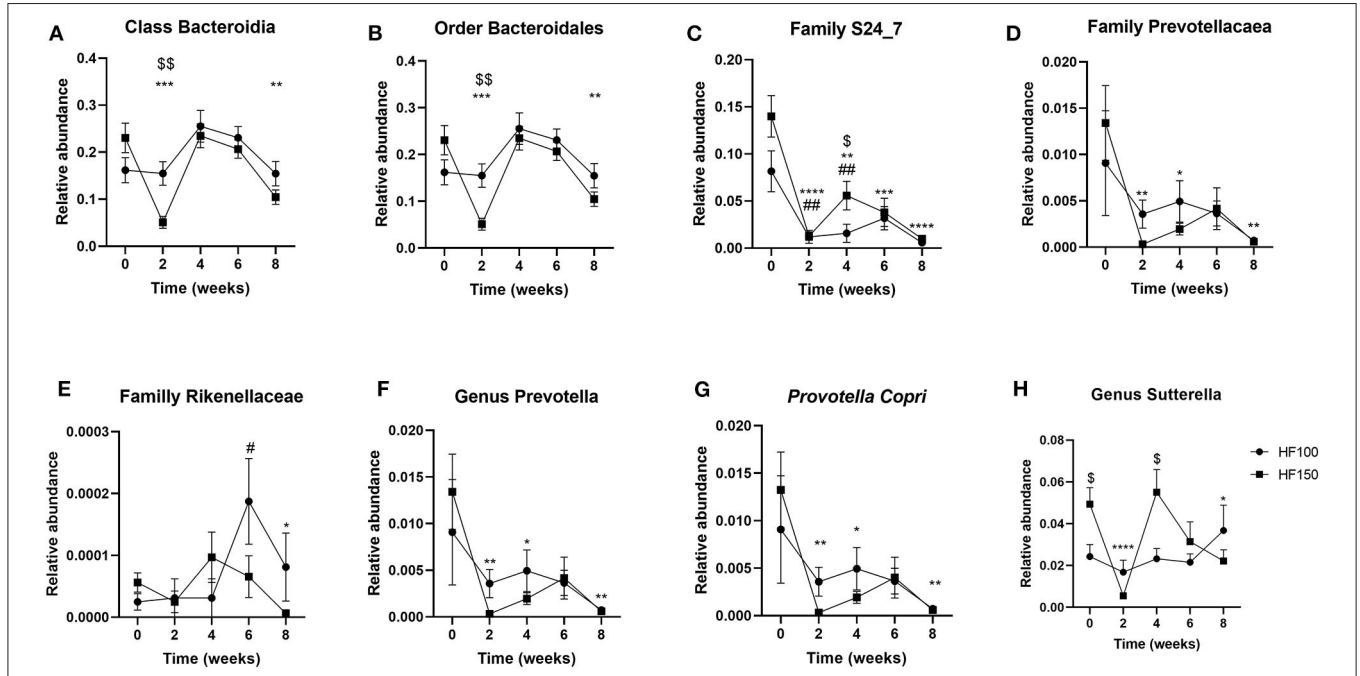 A Class Bacteroidia
Relative abundance
0.4
0.3
0.2
0.1
0.0
$$
***
**
0 2 4 6 8
Time (weeks)
B Order Bacteroidales
Relative abundance
0.4
0.3
0.2
0.1
0.0
$$
***
**
0 2 4 6 8
Time (weeks)
C Family S24_7
Relative abundance
0.20
0.15
0.10
0.05
0.00
****
##
$
**
##
***
****
0 2 4 6 8
Time (weeks)
D Family Prevotellacaea
Relative abundance
0.020
0.015
0.010
0.005
0.000
**
*
**
0 2 4 6 8
Time (weeks)
E Familly Rikenellaceae
Relative abundance
0.0003
0.0002
0.0001
0.0000
#
*
0 2 4 6 8
Time (weeks)
F Genus Prevotella
Relative abundance
0.020
0.015
0.010
0.005
0.000
**
*
**
0 2 4 6 8
Time (weeks)
G Provotella Copri
Relative abundance
0.020
0.015
0.010
0.005
0.000
**
*
**
0 2 4 6 8
Time (weeks)
H Genus Sutterella
Relative abundance
0.08
0.06
0.04
0.02
0.00
$
****
$
*
0 2 4 6 8
Time (weeks)
HF100
HF150